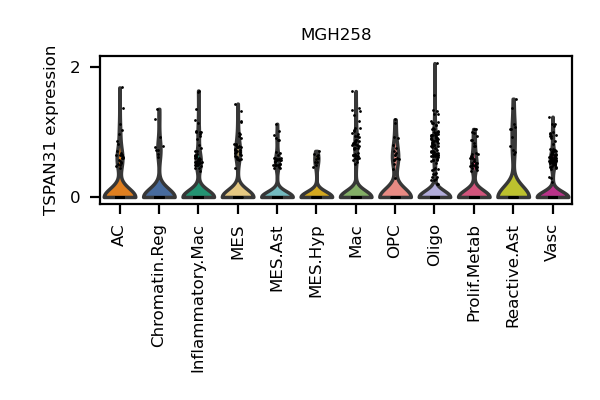 MGH258
TSPAN31 expression
2
0
AC
Chromatin.Reg
Inflammatory.Mac
MES
MES.Ast
MES.Hyp
Mac
OPC
Oligo
Prolif.Metab
Reactive.Ast
Vasc